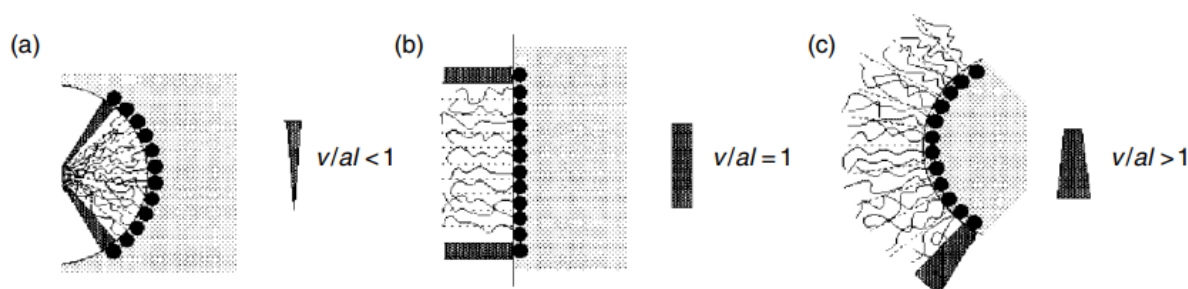 (a)
v/al < 1
(b)
v/al = 1
(c)
v/al > 1